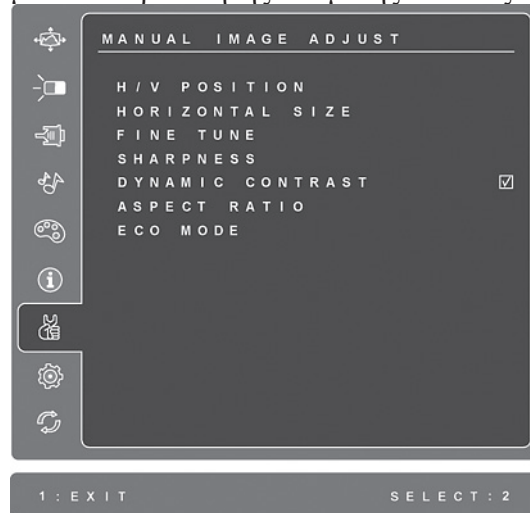 MANUAL IMAGE ADJUST
H/V POSITION
HORIZONTAL SIZE
FINE TUNE
SHARPNESS
DYNAMIC CONTRAST
ASPECT RATIO
ECO MODE
1:EXIT SELECT:2